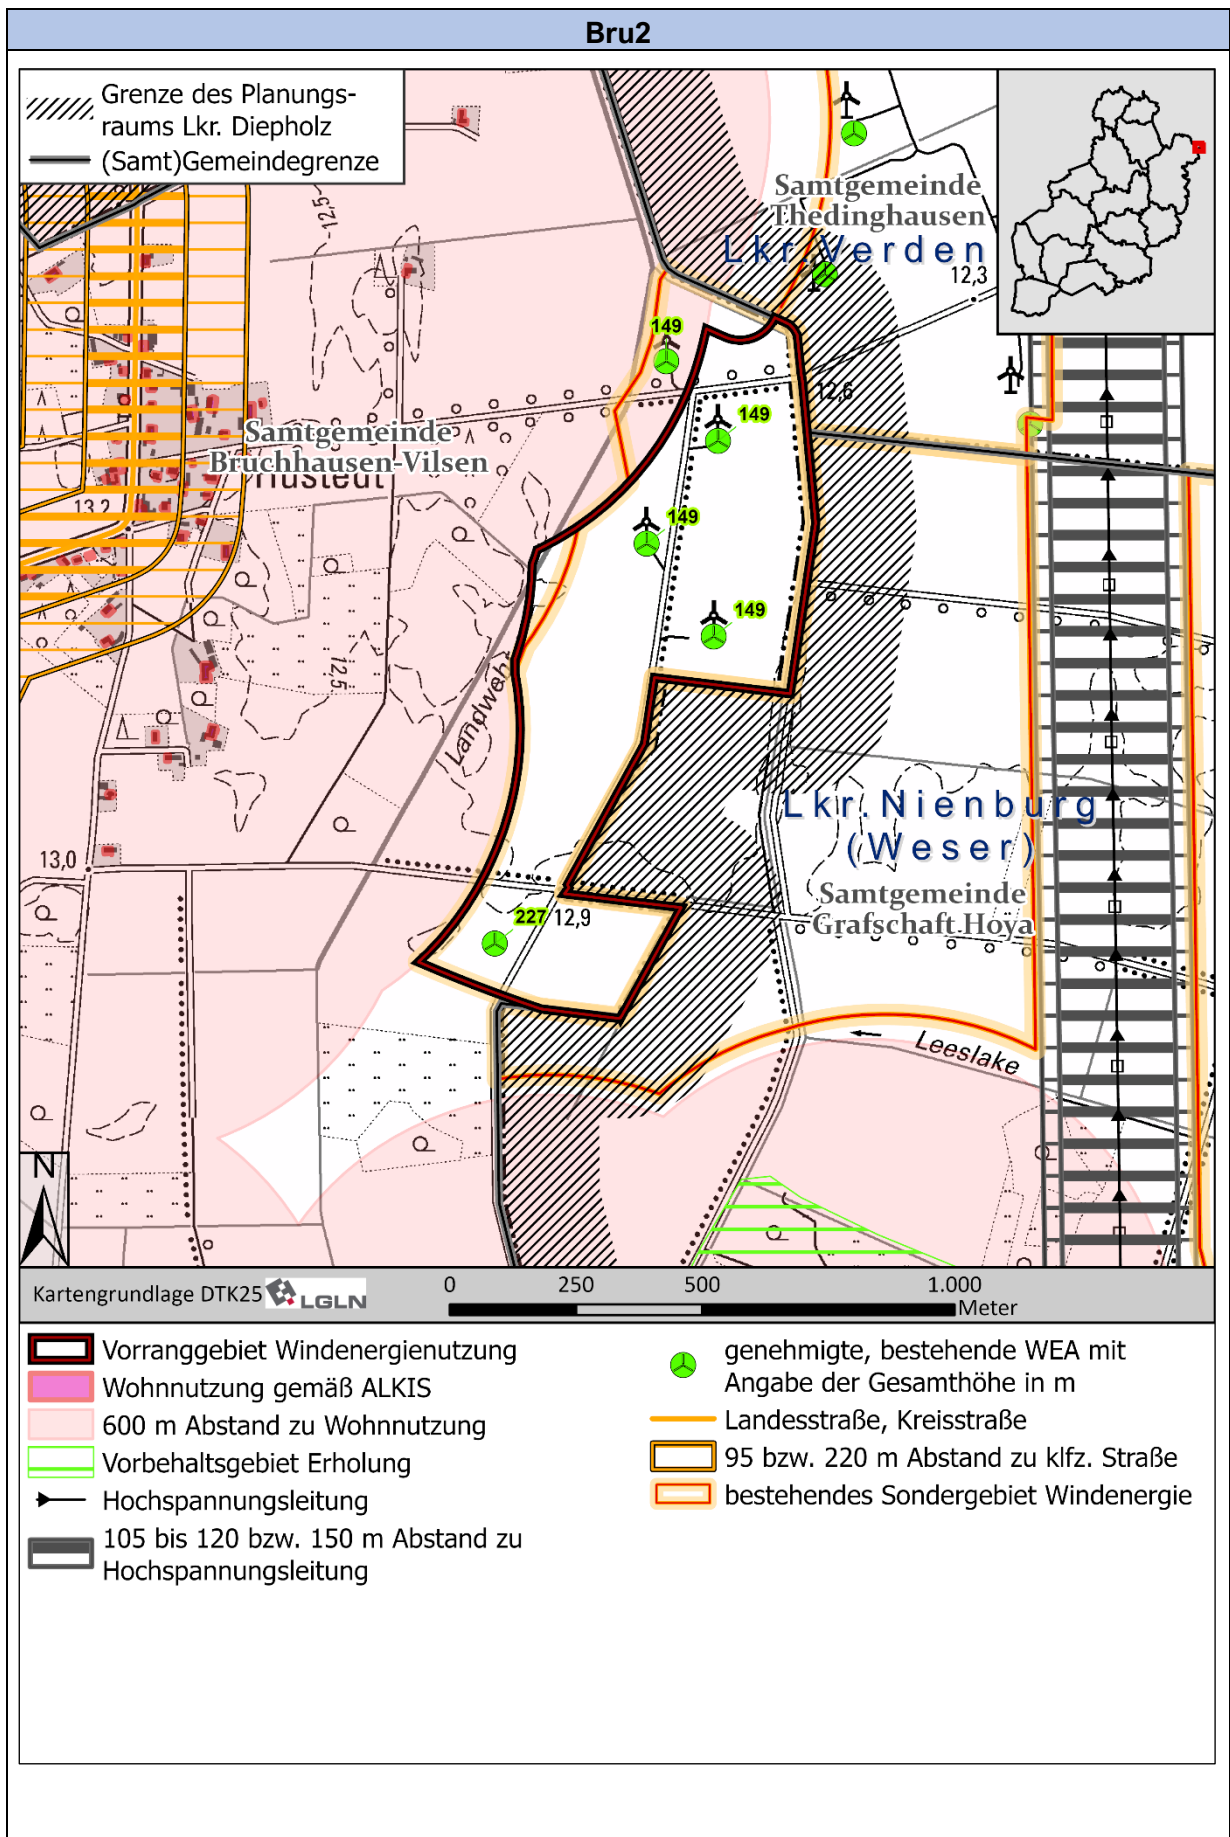 Bru2
Grenze des Planungs-
raums Lkr. Diepholz
(Samt)Gemeindegrenze
12,5
Samtgemeinde
Thedinghausen
Lkr. Verden
12,3
149
12,6
149
Samtgemeinde
Bruchhausen-Vilsen
13,2
149
149
12,5
Landwehr
Lkr. Nienburg
(Weser)
13,0
Samtgemeinde
Grafschaft Hoya
227
12,9
Leeslake
N
Kartengrundlage DTK25 LGLN
0 250 500 1.000
Meter
Vorranggebiet Windenergienutzung
Wohnnutzung gemäß ALKIS
600 m Abstand zu Wohnnutzung
Vorbehaltsgebiet Erholung
Hochspannungsleitung
105 bis 120 bzw. 150 m Abstand zu
Hochspannungsleitung
genehmigte, bestehende WEA mit
Angabe der Gesamthöhe in m
Landesstraße, Kreisstraße
95 bzw. 220 m Abstand zu klfz. Straße
bestehendes Sondergebiet Windenergie